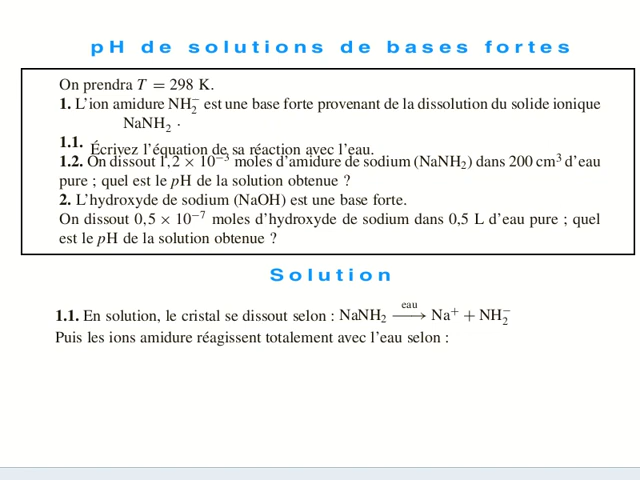 pH de solutions de bases fortes
On prendra T = 298 K.
1. L'ion amidure NH₂⁻ est une base forte provenant de la dissolution du solide ionique
NaNH₂ .
1.1. Écrivez l'équation de sa réaction avec l'eau.
1.2. On dissout 1,2 × 10⁻³ moles d'amidure de sodium (NaNH₂) dans 200 cm³ d'eau
pure ; quel est le pH de la solution obtenue ?
2. L'hydroxyde de sodium (NaOH) est une base forte.
On dissout 0,5 × 10⁻⁷ moles d'hydroxyde de sodium dans 0,5 L d'eau pure ; quel
est le pH de la solution obtenue ?
Solution
1.1. En solution, le cristal se dissout selon : NaNH₂ —eau→ Na⁺ + NH₂⁻
Puis les ions amidure réagissent totalement avec l'eau selon :